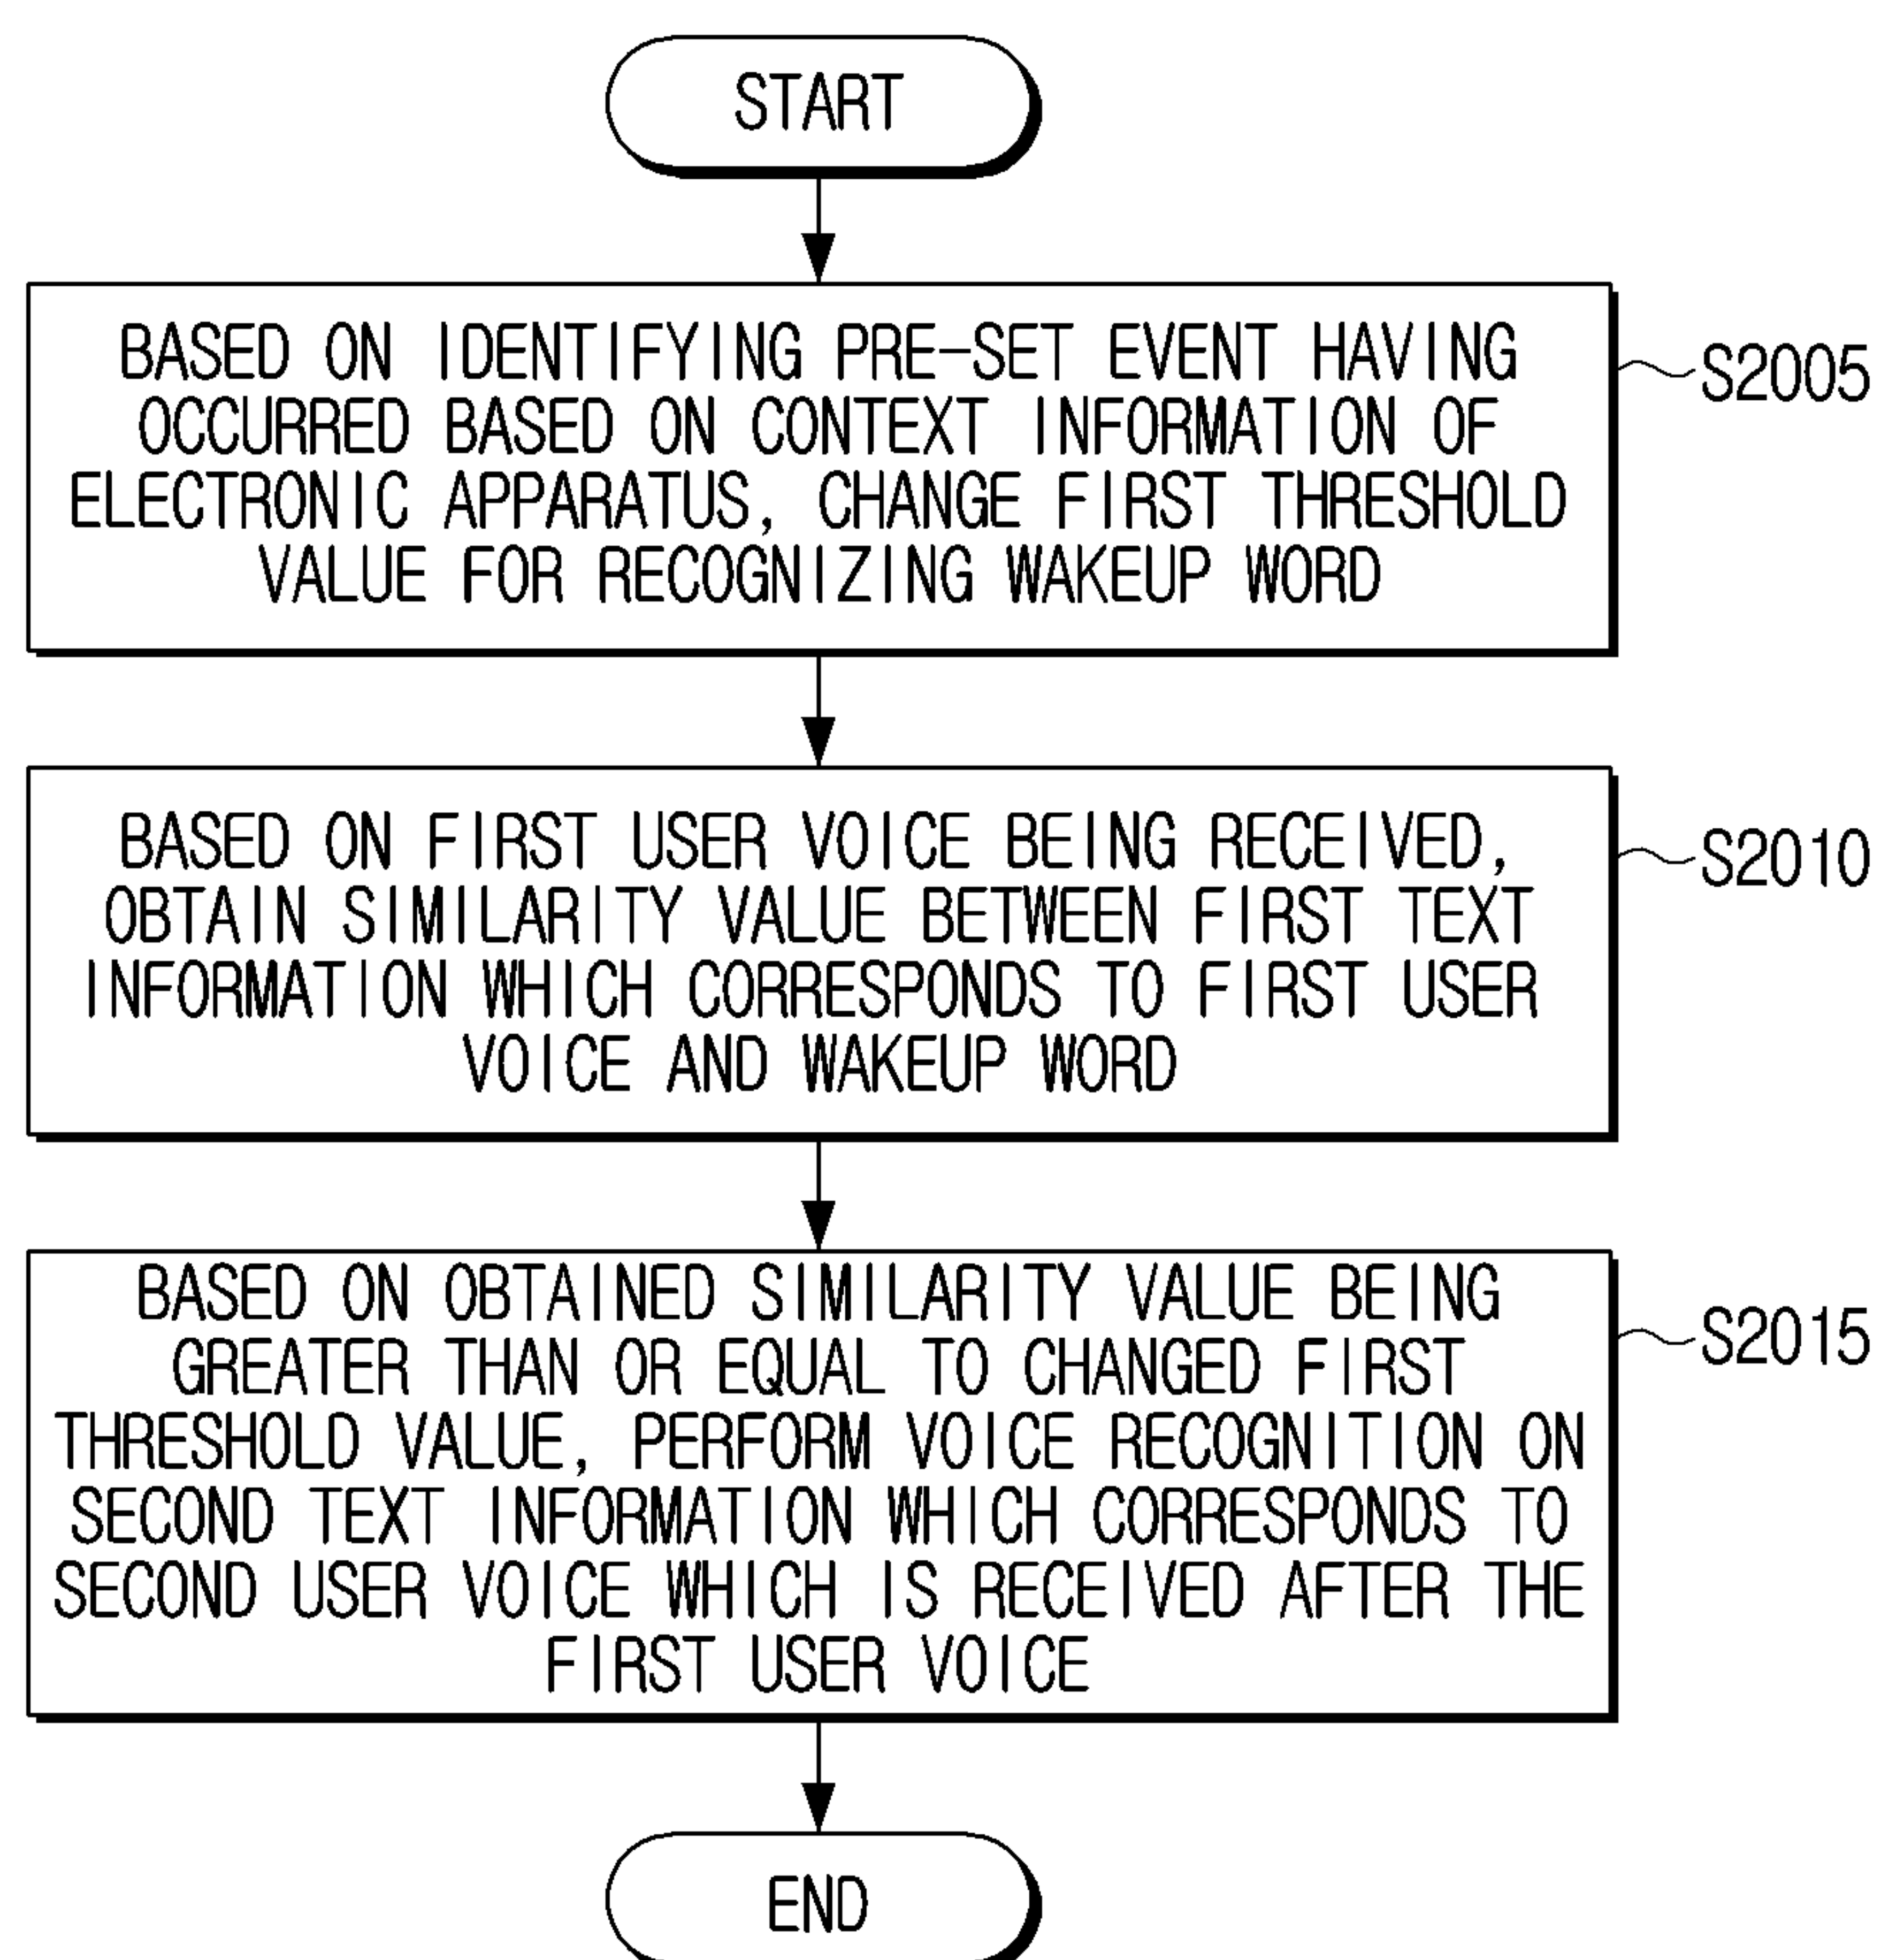 START
BASED ON IDENTIFYING PRE-SET EVENT HAVING
OCCURRED BASED ON CONTEXT INFORMATION OF
ELECTRONIC APPARATUS, CHANGE FIRST THRESHOLD
VALUE FOR RECOGNIZING WAKEUP WORD
S2005
BASED ON FIRST USER VOICE BEING RECEIVED,
OBTAIN SIMILARITY VALUE BETWEEN FIRST TEXT
INFORMATION WHICH CORRESPONDS TO FIRST USER
VOICE AND WAKEUP WORD
S2010
BASED ON OBTAINED SIMILARITY VALUE BEING
GREATER THAN OR EQUAL TO CHANGED FIRST
THRESHOLD VALUE, PERFORM VOICE RECOGNITION ON
SECOND TEXT INFORMATION WHICH CORRESPONDS TO
SECOND USER VOICE WHICH IS RECEIVED AFTER THE
FIRST USER VOICE
S2015
END